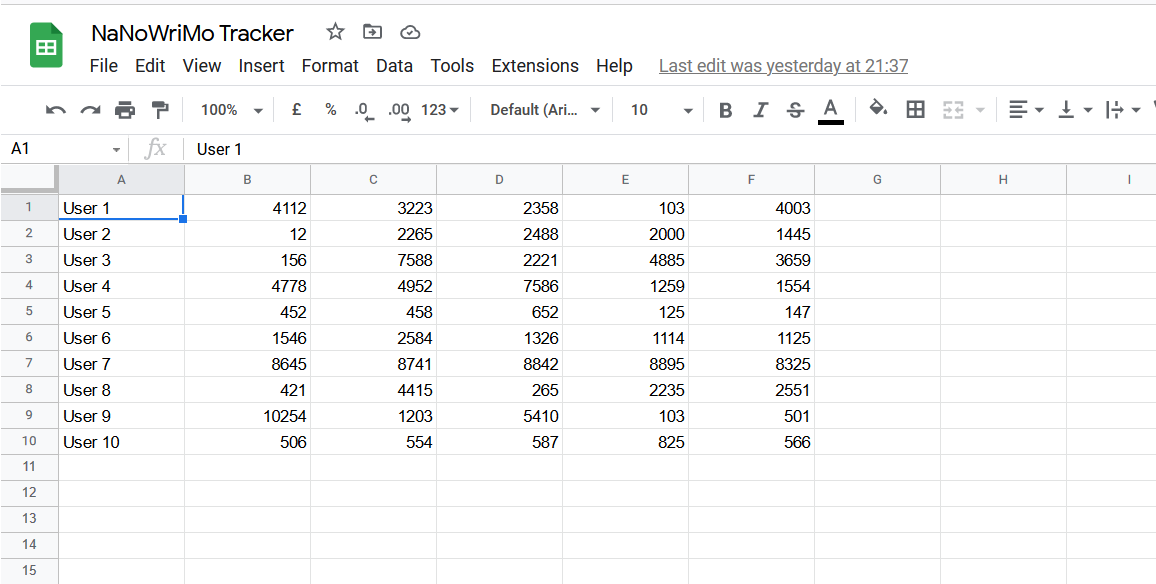 NaNoWriMo Tracker
File Edit View Insert Format Data Tools Extensions Help Last edit was yesterday at 21:37
100% £ % .0 .00 123 Default (Ari... 10 B I S A
A1 fx User 1
A B C D E F G H I
1 User 1 4112 3223 2358 103 4003
2 User 2 12 2265 2488 2000 1445
3 User 3 156 7588 2221 4885 3659
4 User 4 4778 4952 7586 1259 1554
5 User 5 452 458 652 125 147
6 User 6 1546 2584 1326 1114 1125
7 User 7 8645 8741 8842 8895 8325
8 User 8 421 4415 265 2235 2551
9 User 9 10254 1203 5410 103 501
10 User 10 506 554 587 825 566
11
12
13
14
15